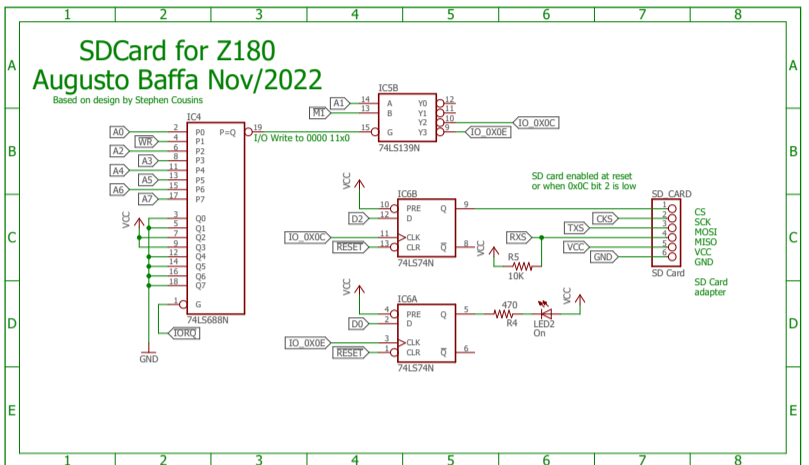 1 2 3 4 5 6 7 8
A A
SDCard for Z180
Augusto Baffa Nov/2022
Based on design by Stephen Cousins
IC5B
A1 14 A Y0 12
M1 13 B Y1 11
Y2 10 IO_0X0C
15 G Y3 9 IO_0X0E
74LS139N
B B
IC4
A0 2 P0 P=Q 19
I/O Write to 0000 11x0
WR 4 P1
A2 6 P2
A3 8 P3
A4 11 P4
A5 13 P5
A6 15 P6
A7 17 P7
VCC
3 Q0
5 Q1
7 Q2
9 Q3
12 Q4
14 Q5
16 Q6
18 Q7
1 G
74LS688N
IORQ
GND
C C
VCC
IC6B
10 PRE Q 9
D2 12 D
IO_0X0C 11 CLK
RESET 13 CLR Q 8
74LS74N
SD card enabled at reset
or when 0x0C bit 2 is low
VCC
RXS
R5
10K
SD_CARD
1 CS
CKS 2 SCK
TXS 3 MOSI
4 MISO
VCC 5 VCC
GND 6 GND
SD Card
SD Card
adapter
D D
VCC
IC6A
4 PRE Q 5
D0 2 D
IO_0X0E 3 CLK
RESET 1 CLR Q 6
74LS74N
470
R4
LED2
On
VCC
E E
1 2 3 4 5 6 7 8